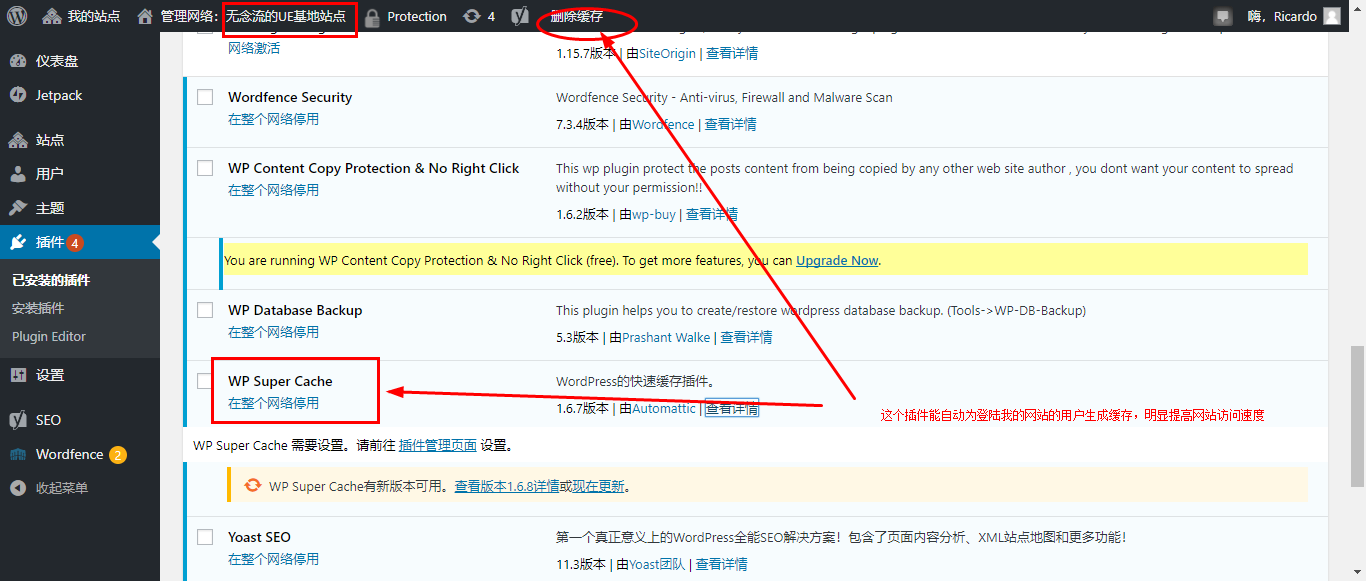 我的站点 管理网络: 无念流的UE基地站点 Protection 4 删除缓存 嗨，Ricardo
仪表盘
Jetpack
站点
用户
主题
插件 4
已安装的插件
安装插件
Plugin Editor
设置
SEO
Wordfence 2
收起菜单
网络激活
1.15.7版本 | 由SiteOrigin | 查看详情
Wordfence Security
在整个网络停用
Wordfence Security - Anti-virus, Firewall and Malware Scan
7.3.4版本 | 由Wordfence | 查看详情
WP Content Copy Protection & No Right Click
在整个网络停用
This wp plugin protect the posts content from being copied by any other web site author , you dont want your content to spread
without your permission!!
1.6.2版本 | 由wp-buy | 查看详情
You are running WP Content Copy Protection & No Right Click (free). To get more features, you can Upgrade Now.
WP Database Backup
在整个网络停用
This plugin helps you to create/restore wordpress database backup. (Tools->WP-DB-Backup)
5.3版本 | 由Prashant Walke | 查看详情
WP Super Cache
在整个网络停用
WordPress的快速缓存插件。
1.6.7版本 | 由Automattic | 查看详情
这个插件能自动为登陆我的网站的用户生成缓存，明显提高网站访问速度
WP Super Cache 需要设置。请前往 插件管理页面 设置。
WP Super Cache有新版本可用。查看版本1.6.8详情或现在更新。
Yoast SEO
在整个网络停用
第一个真正意义上的WordPress全能SEO解决方案！包含了页面内容分析、XML站点地图和更多功能！
11.3版本 | 由Yoast团队 | 查看详情